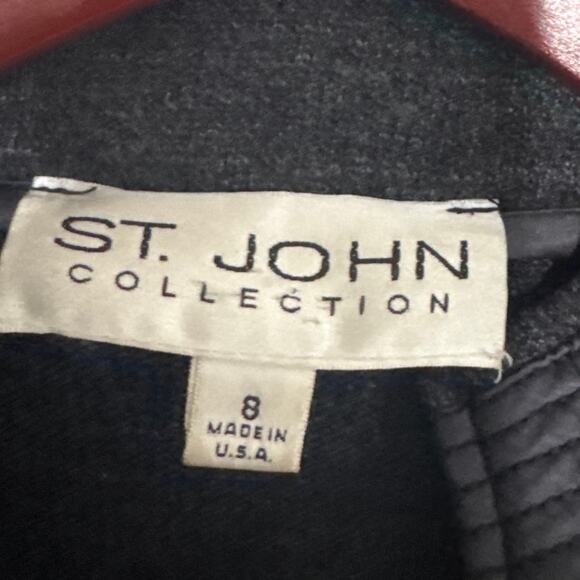 ST. JOHN
COLLECTION
8
MADE IN
U.S.A.